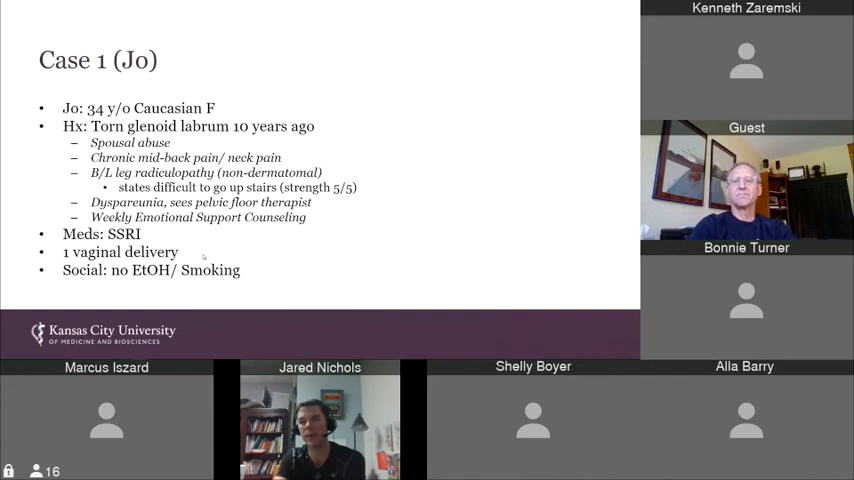 Case 1 (Jo)
• Jo: 34 y/o Caucasian F
• Hx: Torn glenoid labrum 10 years ago
– Spousal abuse
– Chronic mid-back pain/ neck pain
– B/L leg radiculopathy (non-dermatomal)
• states difficult to go up stairs (strength 5/5)
– Dyspareunia, sees pelvic floor therapist
– Weekly Emotional Support Counseling
• Meds: SSRI
• 1 vaginal delivery
• Social: no EtOH/ Smoking
Kansas City University
OF MEDICINE AND BIOSCIENCES
Kenneth Zaremski
Guest
Bonnie Turner
Marcus Iszard
Jared Nichols
Shelly Boyer
Alla Barry
16